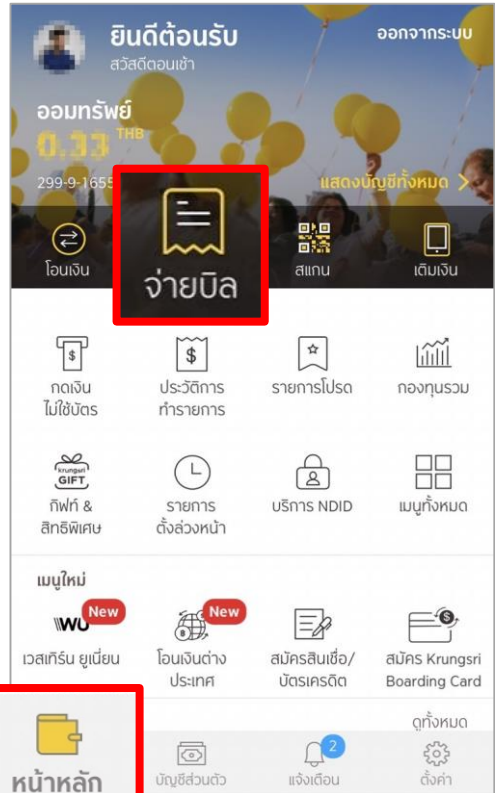 ยินดีต้อนรับ
ออกจากระบบ
สวัสดีตอนเช้า
ออมทรัพย์
0.33 THB
299-9-1655
แสดงบัญชีทั้งหมด >
โอนเงิน
จ่ายบิล
สแกน
เติมเงิน
กดเงิน
ไม่ใช้บัตร
ประวัติการ
ทำรายการ
รายการโปรด
กองทุนรวม
krungsri
GIFT
กิฟท์ &
สิทธิพิเศษ
รายการ
ตั้งล่วงหน้า
บริการ NDID
เมนูทั้งหมด
เมนูใหม่
WU
New
New
เวสเทิร์น ยูเนี่ยน
โอนเงินต่าง
ประเทศ
สมัครสินเชื่อ/
บัตรเครดิต
สมัคร Krungsri
Boarding Card
ดูทั้งหมด
หน้าหลัก
บัญชีส่วนตัว
2
แจ้งเตือน
ตั้งค่า